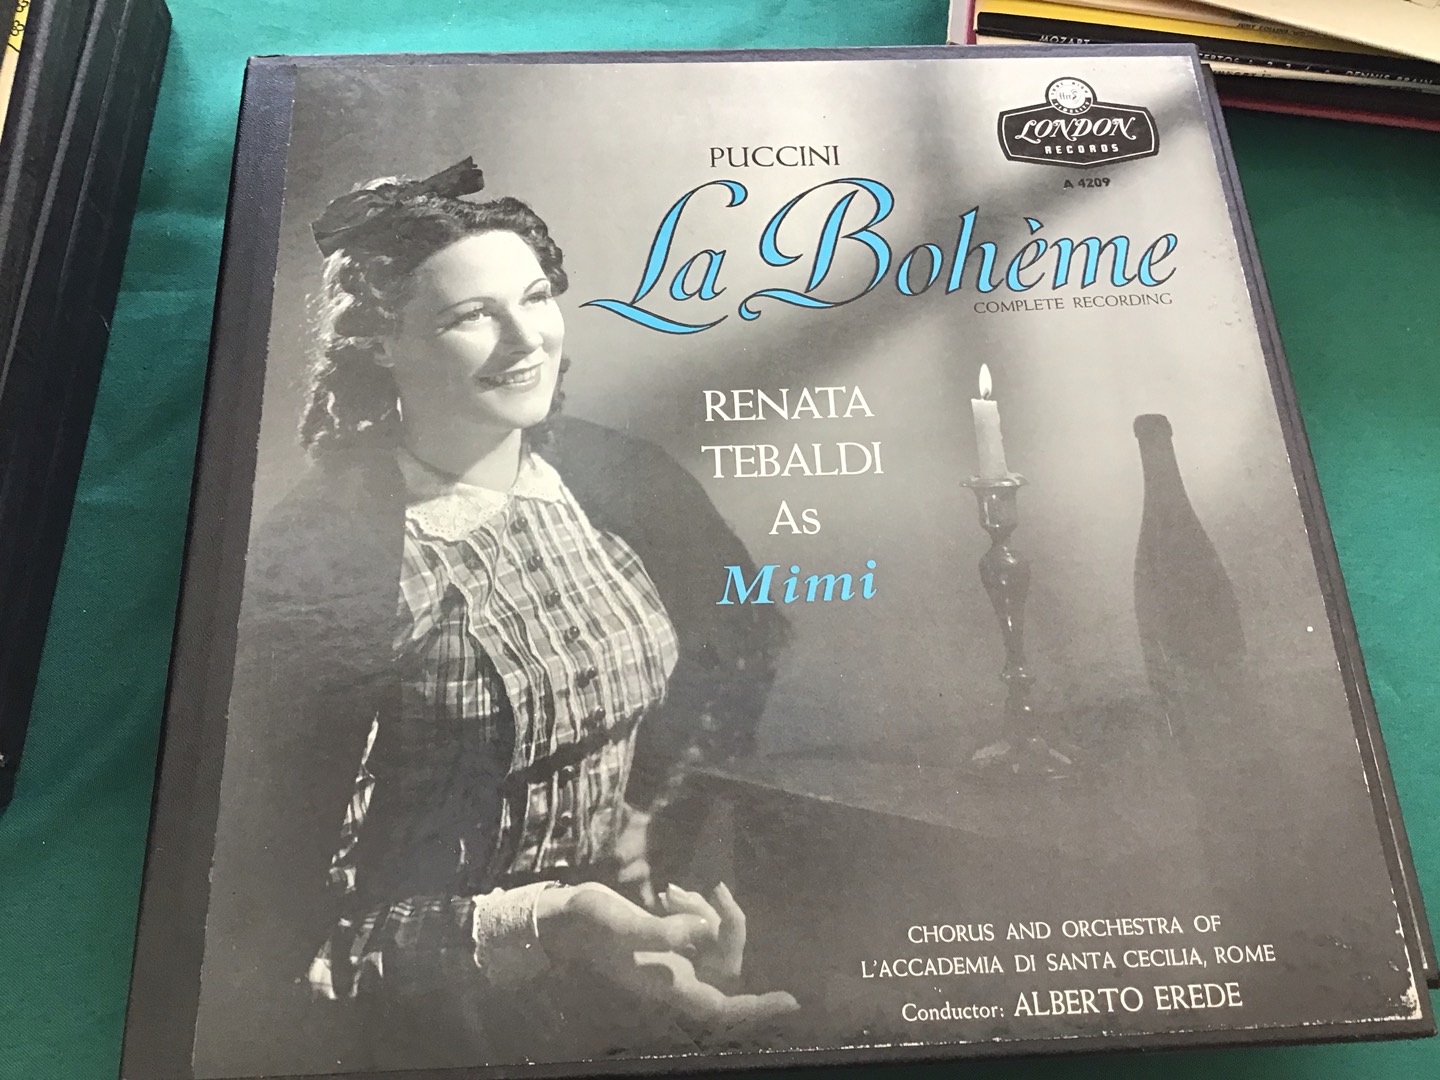 PUCCINI
La Bohème
COMPLETE RECORDING
LONDON
RECORDS
A 4209
RENATA
TEBALDI
As
Mimi
CHORUS AND ORCHESTRA OF
L'ACCADEMIA DI SANTA CECILIA, ROME
Conductor: ALBERTO EREDE
MOZART